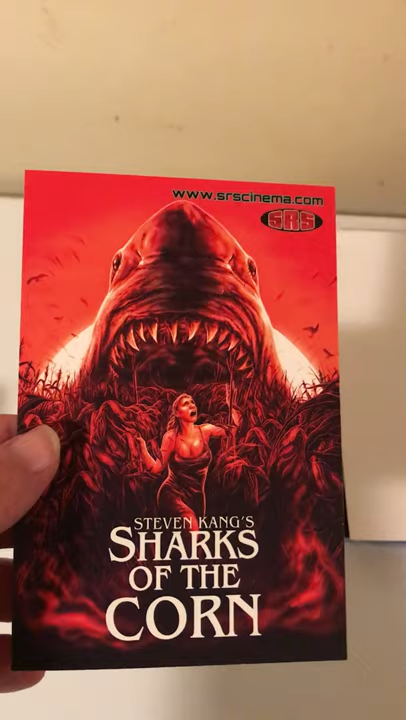 www.srscinema.com
SRS
STEVEN KANG'S
SHARKS
OF THE
CORN